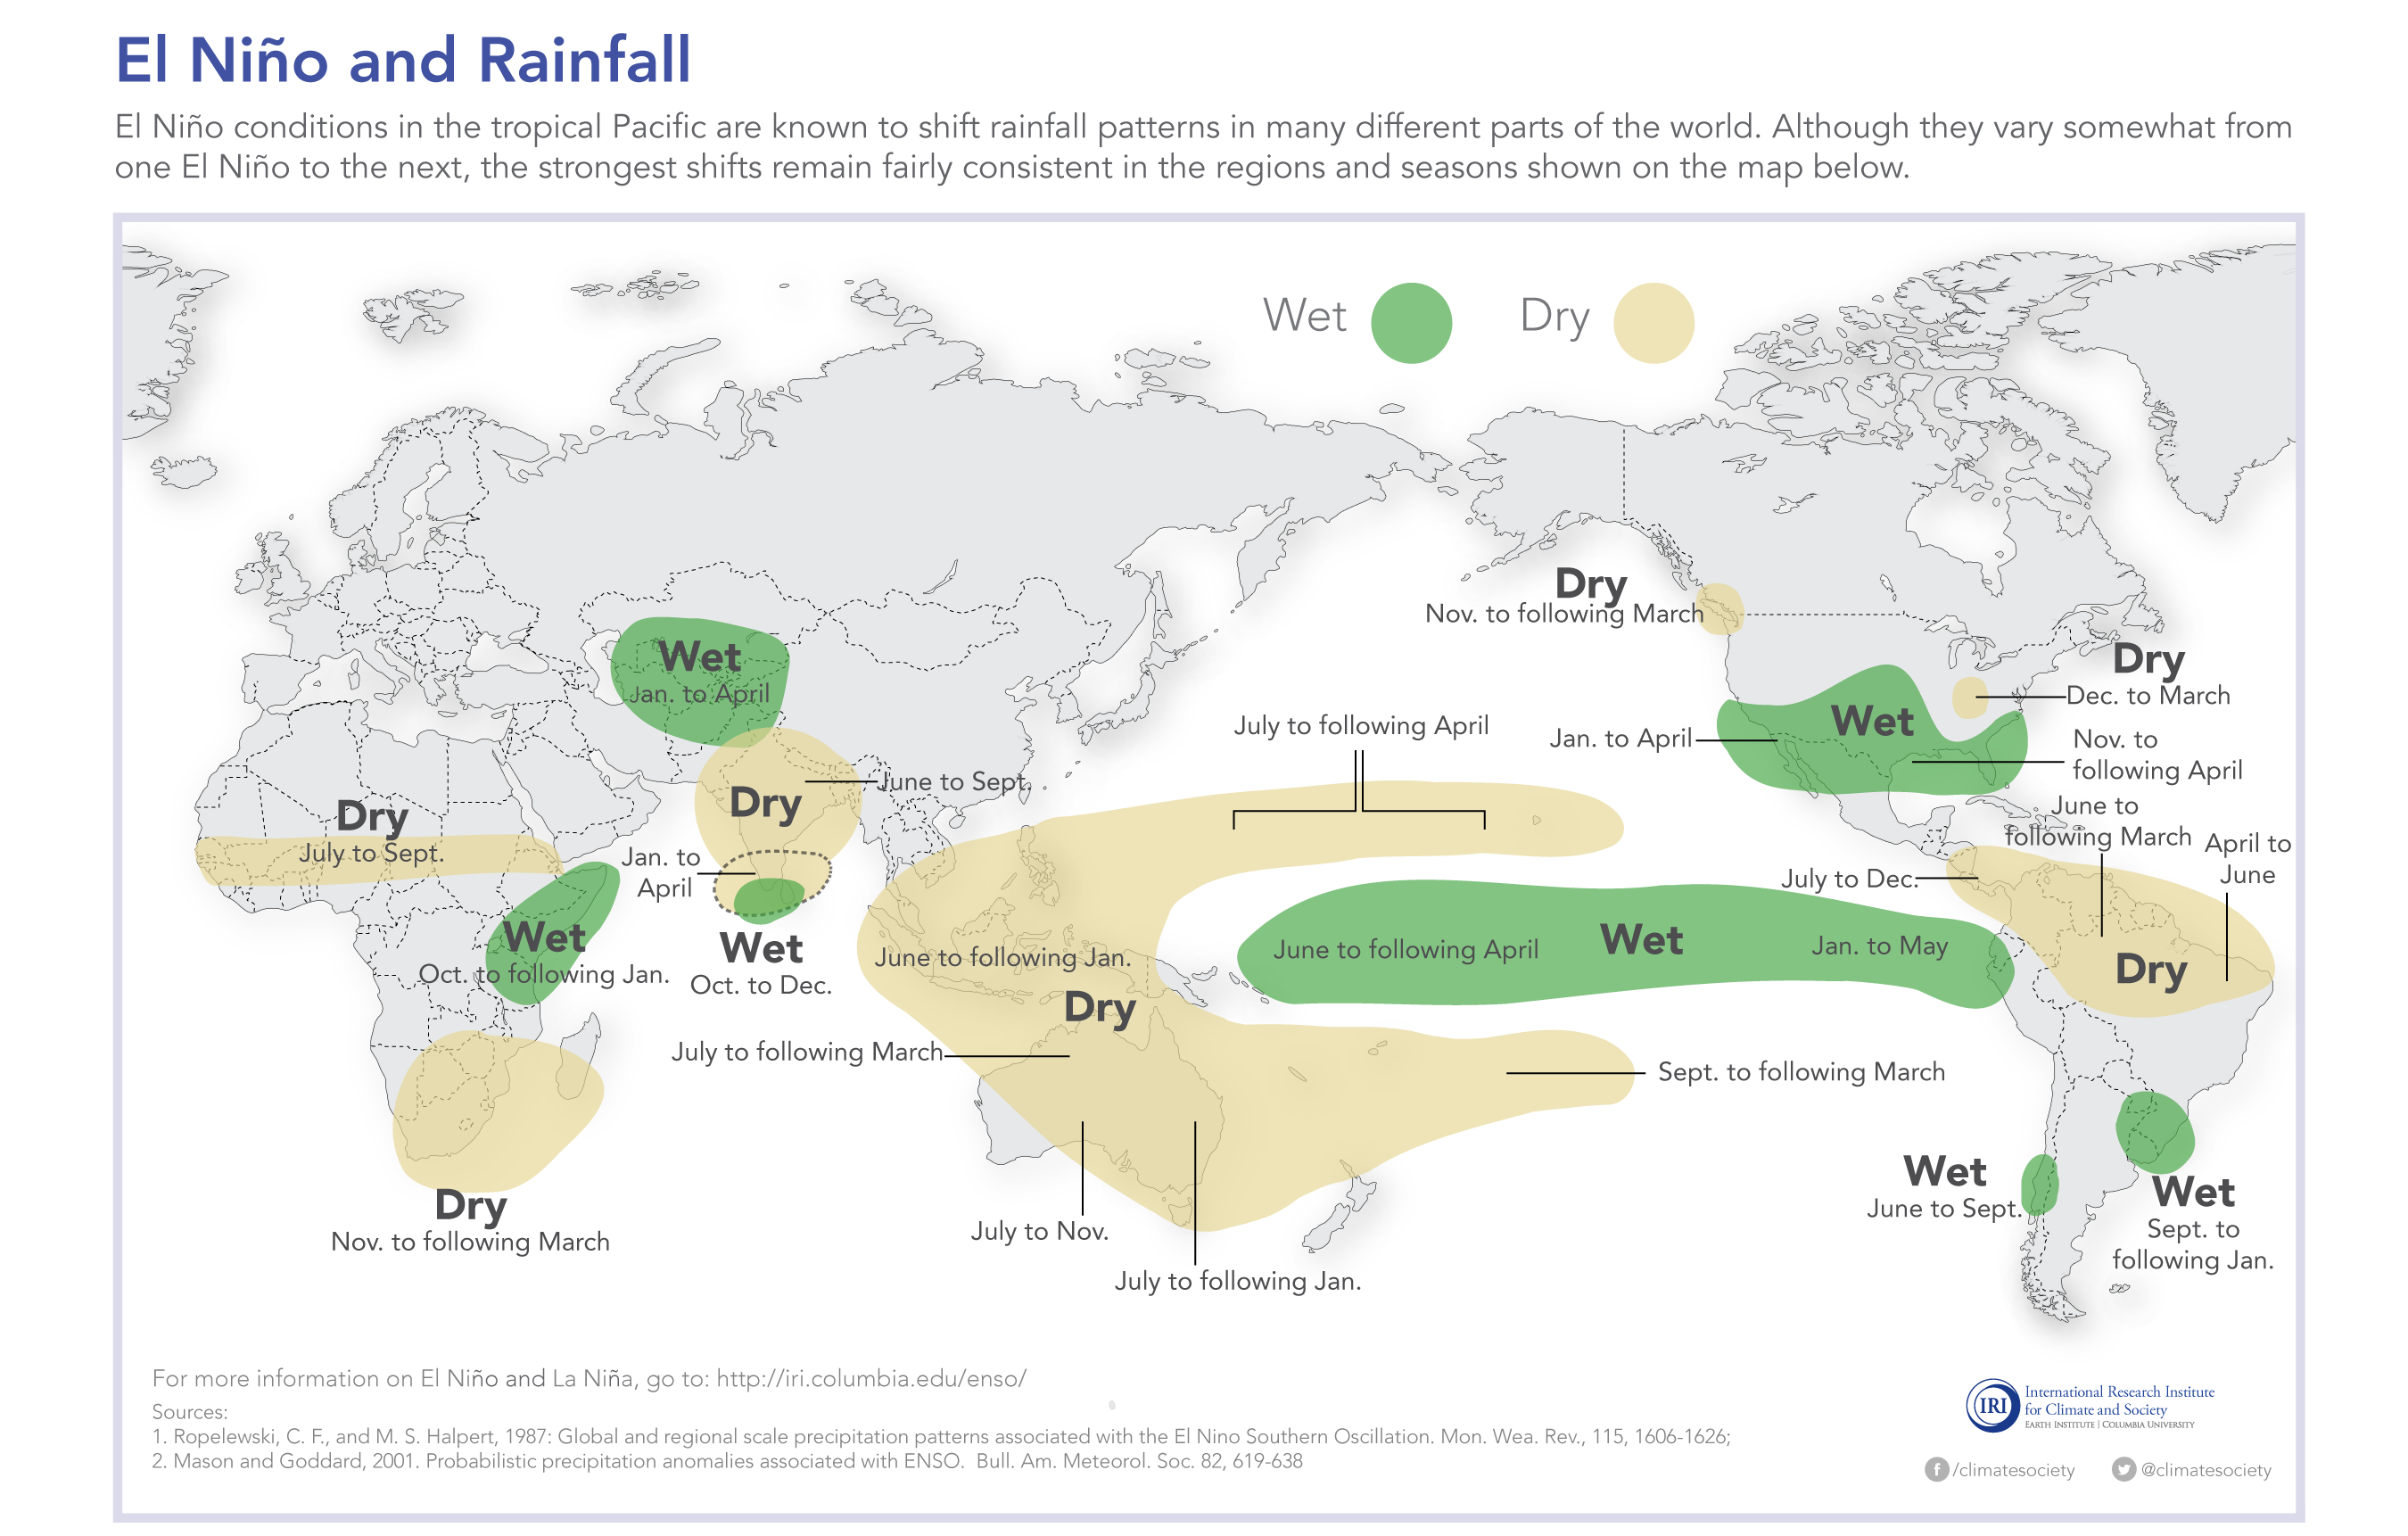 El Niño and Rainfall
El Niño conditions in the tropical Pacific are known to shift rainfall patterns in many different parts of the world. Although they vary somewhat from
one El Niño to the next, the strongest shifts remain fairly consistent in the regions and seasons shown on the map below.
Wet
Dry
Dry
Nov. to following March
Wet
Jan. to April
Dry
Dec. to March
Wet
Jan. to April
Nov. to
following April
July to following April
June to Sept.
Dry
Dry
July to Sept.
Jan. to
April
June to
following March
April to
June
July to Dec.
Wet
Oct. to following Jan.
Wet
Oct. to Dec.
June to following Jan.
Dry
June to following April
Wet
Jan. to May
Dry
July to following March
Sept. to following March
Dry
Nov. to following March
July to Nov.
July to following Jan.
Wet
June to Sept.
Wet
Sept. to
following Jan.
For more information on El Niño and La Niña, go to: http://iri.columbia.edu/enso/
Sources:
1. Ropelewski, C. F., and M. S. Halpert, 1987: Global and regional scale precipitation patterns associated with the El Nino Southern Oscillation. Mon. Wea. Rev., 115, 1606-1626;
2. Mason and Goddard, 2001. Probabilistic precipitation anomalies associated with ENSO. Bull. Am. Meteorol. Soc. 82, 619-638
IRI
International Research Institute
for Climate and Society
EARTH INSTITUTE | COLUMBIA UNIVERSITY
/climatesociety
@climatesociety